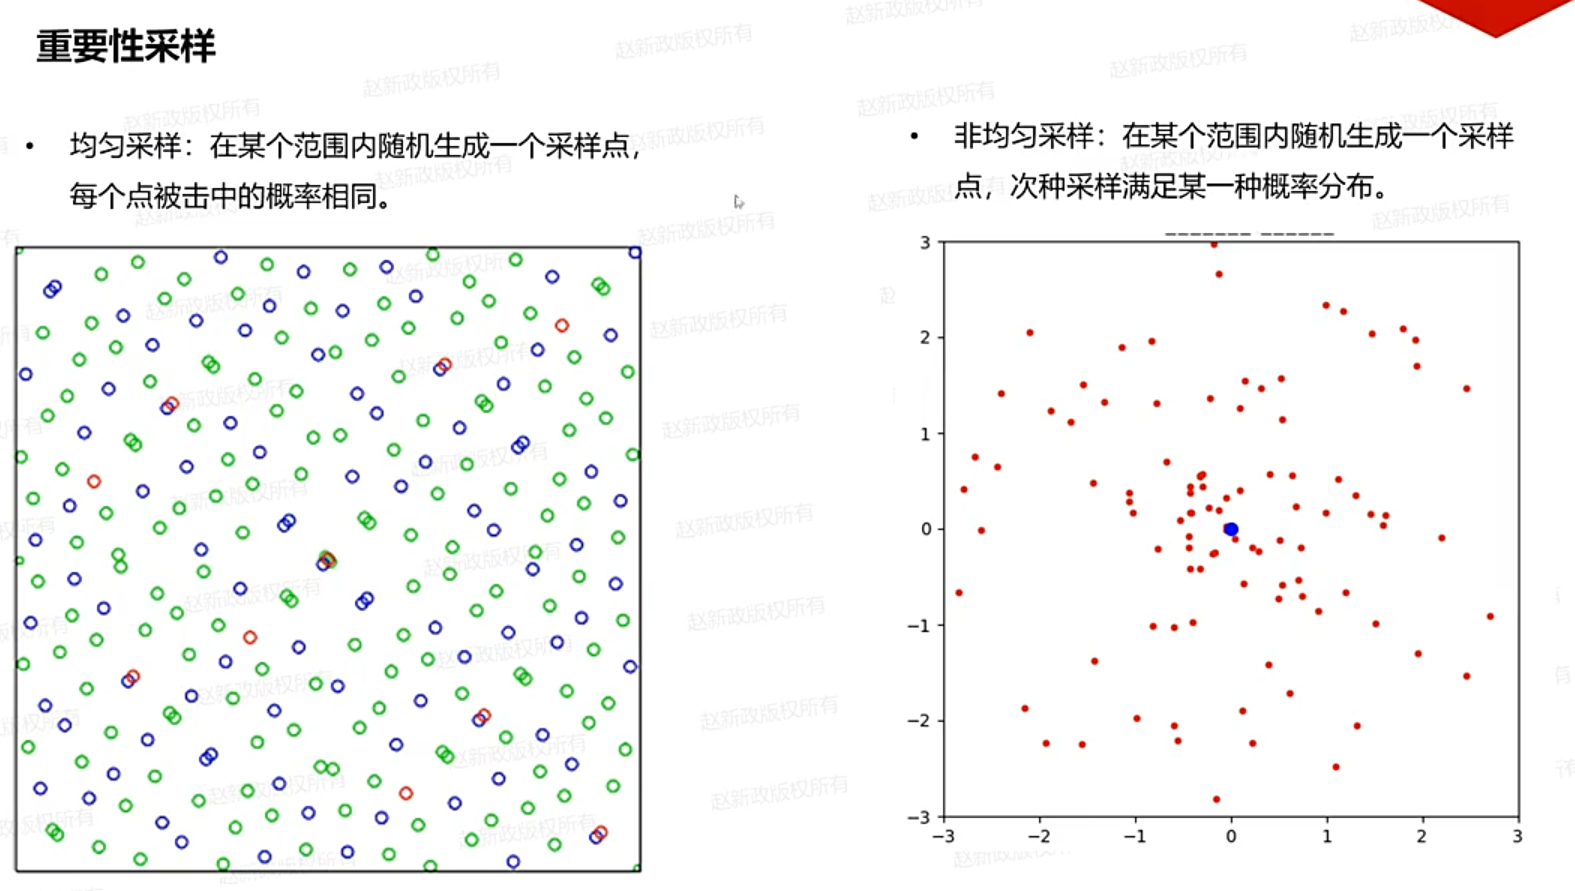 重要性采样
• 均匀采样：在某个范围内随机生成一个采样点，
每个点被击中的概率相同。
• 非均匀采样：在某个范围内随机生成一个采样
点，次种采样满足某一种概率分布。
3
2
1
0
−1
−2
−3
−3 −2 −1 0 1 2 3
赵新政版权所有